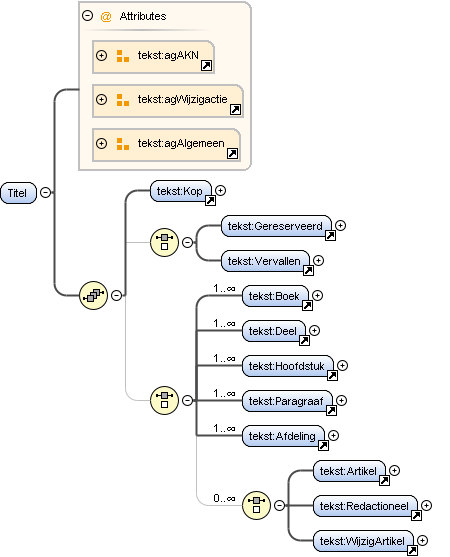 Attributes
tekst:agAKN
tekst:agWijzigactie
tekst:agAlgemeen
Titel
tekst:Kop
tekst:Gereserveerd
tekst:Vervallen
1..∞
tekst:Boek
1..∞
tekst:Deel
1..∞
tekst:Hoofdstuk
1..∞
tekst:Paragraaf
1..∞
tekst:Afdeling
0..∞
tekst:Artikel
tekst:Redactioneel
tekst:WijzigArtikel